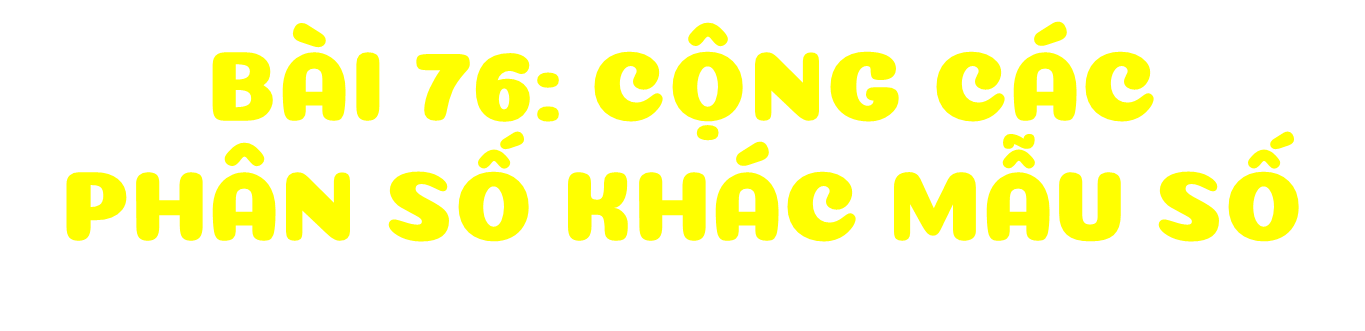 BÀI 76: CỘNG CÁC
PHÂN SỐ KHÁC MẪU SỐ